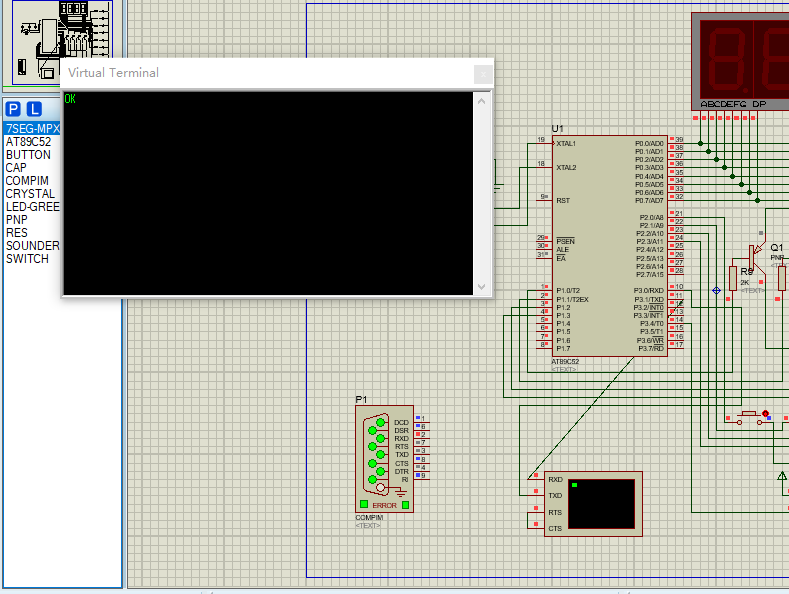 Virtual Terminal
OK
P L
7SEG-MPX
AT89C52
BUTTON
CAP
COMPIM
CRYSTAL
LED-GREE
PNP
RES
SOUNDER
SWITCH
ABCDEFG DP
U1
19 XTAL1
18 XTAL2
9 RST
29 PSEN
30 ALE
31 EA
1 P1.0/T2
2 P1.1/T2EX
3 P1.2
4 P1.3
5 P1.4
6 P1.5
7 P1.6
8 P1.7
P0.0/AD0 39
P0.1/AD1 38
P0.2/AD2 37
P0.3/AD3 36
P0.4/AD4 35
P0.5/AD5 34
P0.6/AD6 33
P0.7/AD7 32
P2.0/A8 21
P2.1/A9 22
P2.2/A10 23
P2.3/A11 24
P2.4/A12 25
P2.5/A13 26
P2.6/A14 27
P2.7/A15 28
P3.0/RXD 10
P3.1/TXD 11
P3.2/INT0 12
P3.3/INT1 13
P3.4/T0 14
P3.5/T1 15
P3.6/WR 16
P3.7/RD 17
AT89C52
<TEXT>
Q1
PNP
R9
2K
<TEXT>
P1
DCD 1
DSR 6
RXD 2
RTS 7
TXD 3
CTS 8
DTR 4
RI 9
ERROR
COMPIM
<TEXT>
RXD
TXD
RTS
CTS